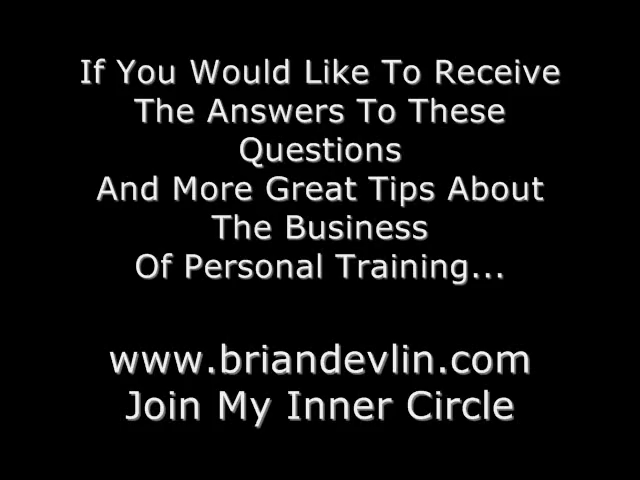 If You Would Like To Receive
The Answers To These
Questions
And More Great Tips About
The Business
Of Personal Training...
www.briandevlin.com
Join My Inner Circle